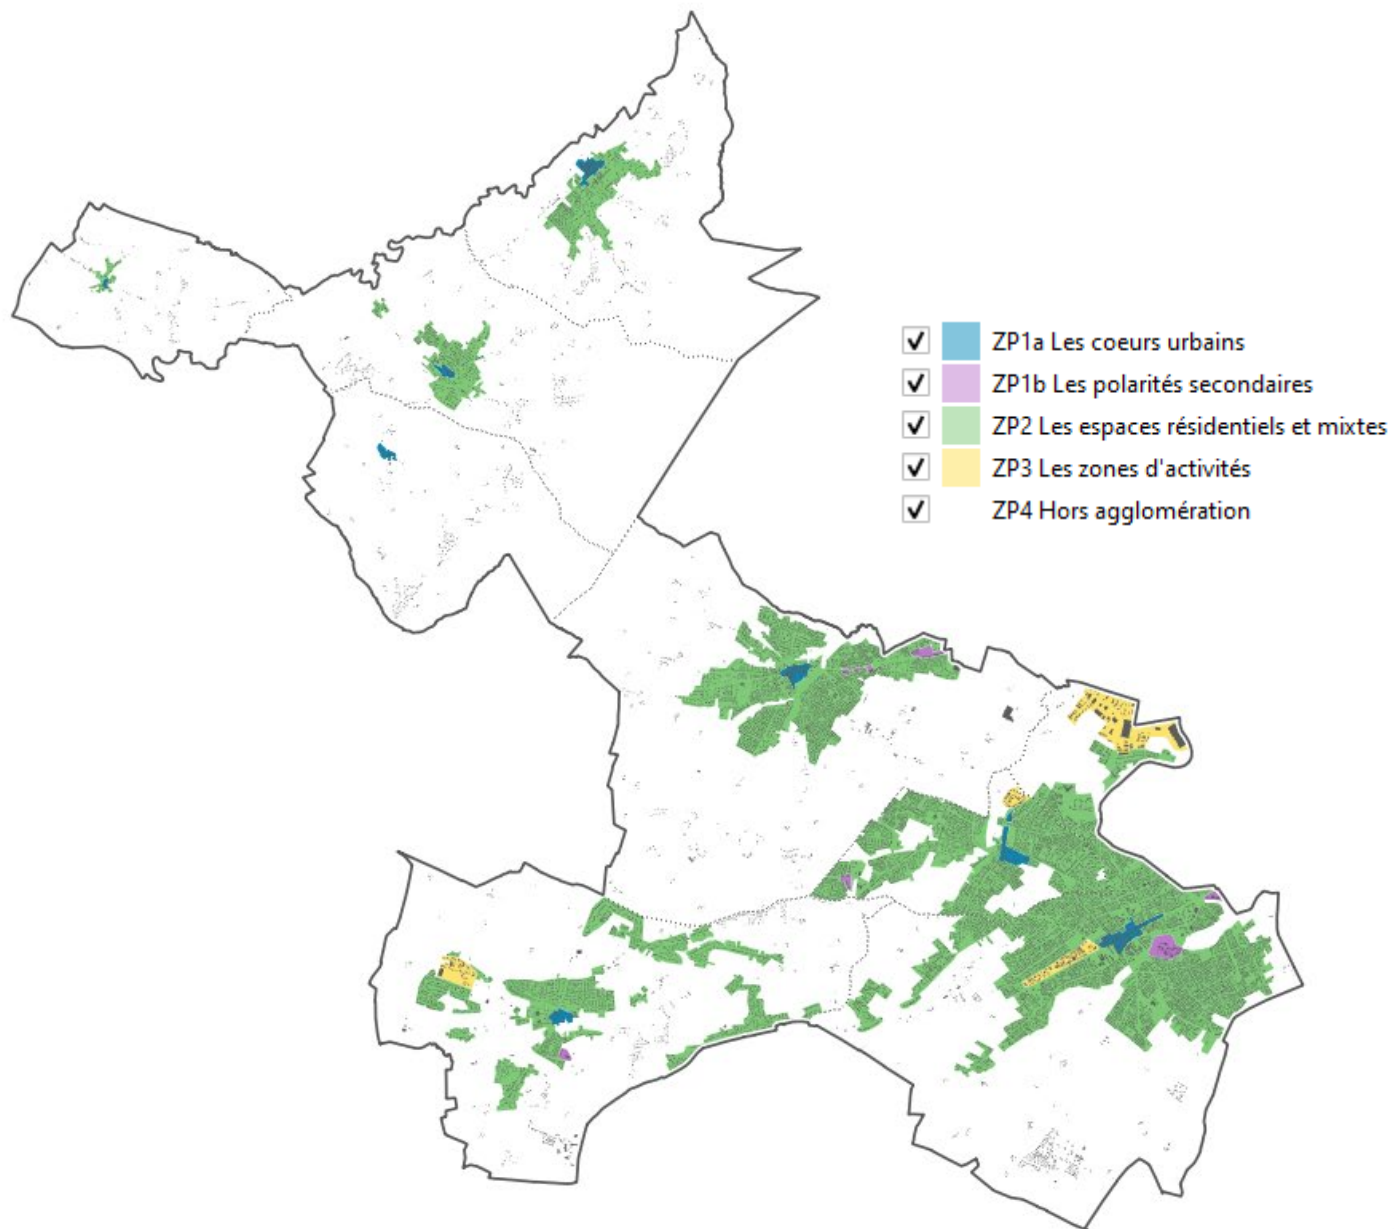 ZP1a Les coeurs urbains
ZP1b Les polarités secondaires
ZP2 Les espaces résidentiels et mixtes
ZP3 Les zones d'activités
ZP4 Hors agglomération